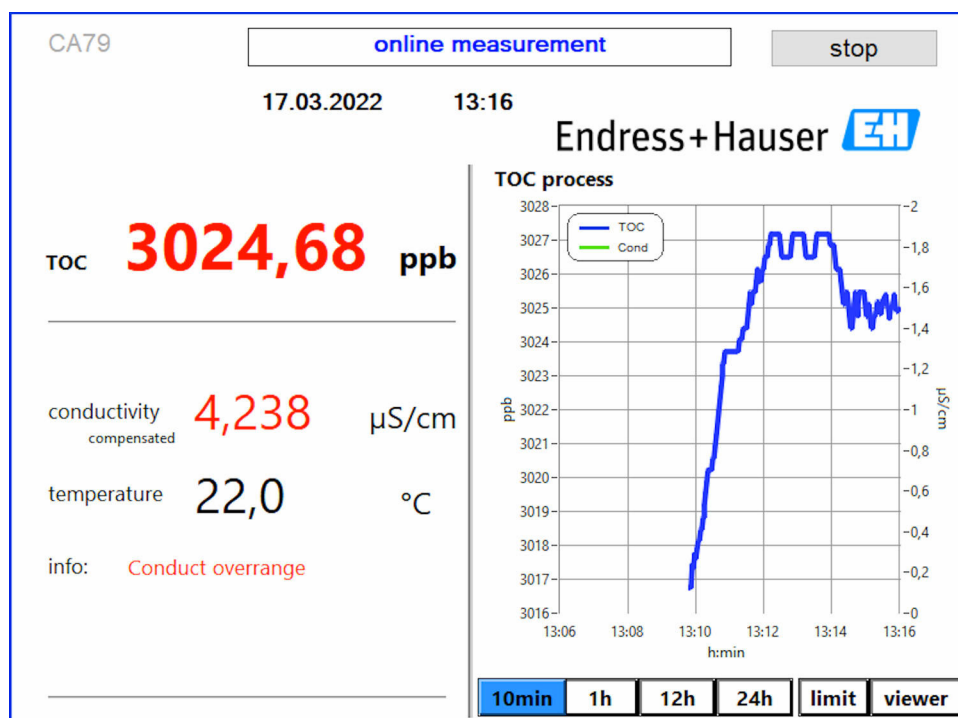 CA79
online measurement
stop
17.03.2022 13:16
Endress+Hauser EH
TOC process
TOC 3024,68 ppb
conductivity 4,238 µS/cm
compensated
temperature 22,0 °C
info: Conduct overrange
TOC
Cond
3028
3027
3026
3025
3024
3023
3022
3021
3020
3019
3018
3017
3016
ppb
2
1,8
1,6
1,4
1,2
1
0,8
0,6
0,4
0,2
0
µS/cm
13:06 13:08 13:10 13:12 13:14 13:16
h:min
10min 1h 12h 24h limit viewer